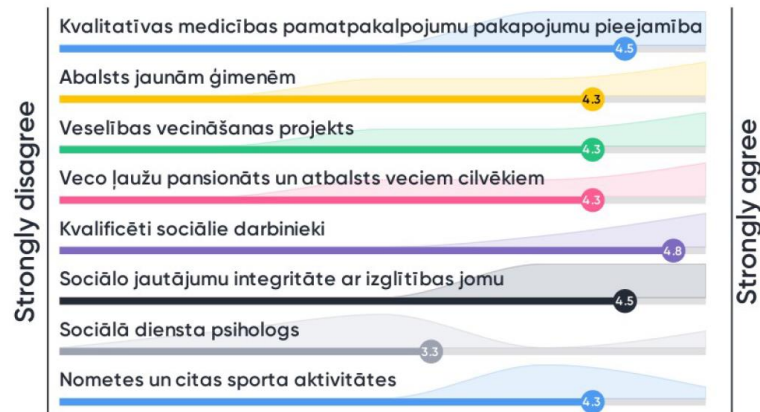 Kvalitatīvas medicības pamatpakalpojumu pakapojumu pieejamība
4.5
Abalsts jaunām ģimenēm
4.3
Veselības vecināšanas projekts
4.3
Veco ļaužu pansionāts un atbalsts veciem cilvēkiem
4.3
Kvalificēti sociālie darbinieki
4.8
Sociālo jautājumu integritāte ar izglītības jomu
4.5
Sociālā diensta psihologs
3.3
Nometes un citas sporta aktivitātes
4.3
Strongly disagree
Strongly agree